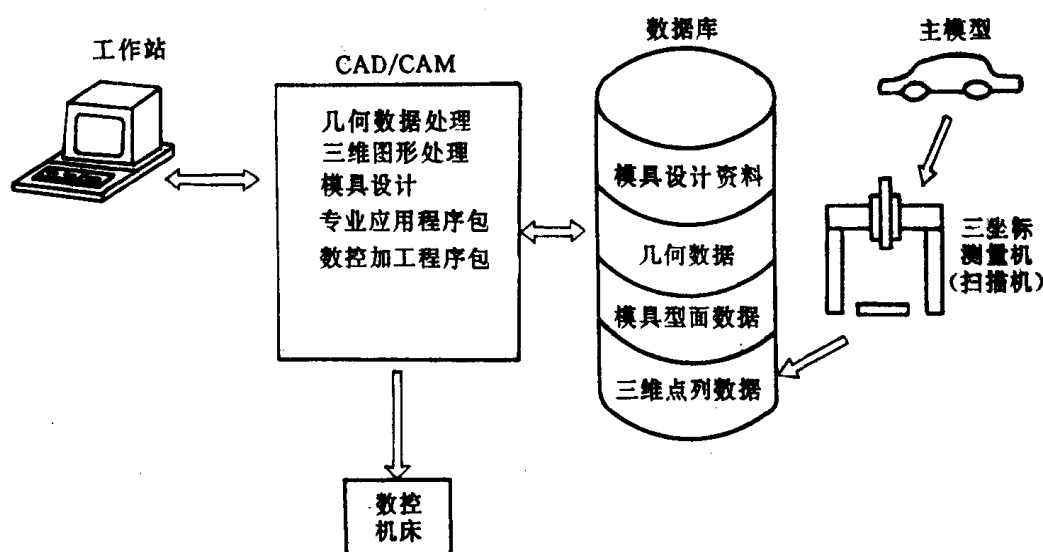 工作站
CAD/CAM
几何数据处理
三维图形处理
模具设计
专业应用程序包
数控加工程序包
数控
机床
数据库
模具设计资料
几何数据
模具型面数据
三维点列数据
主模型
三坐标
测量机
(扫描机)